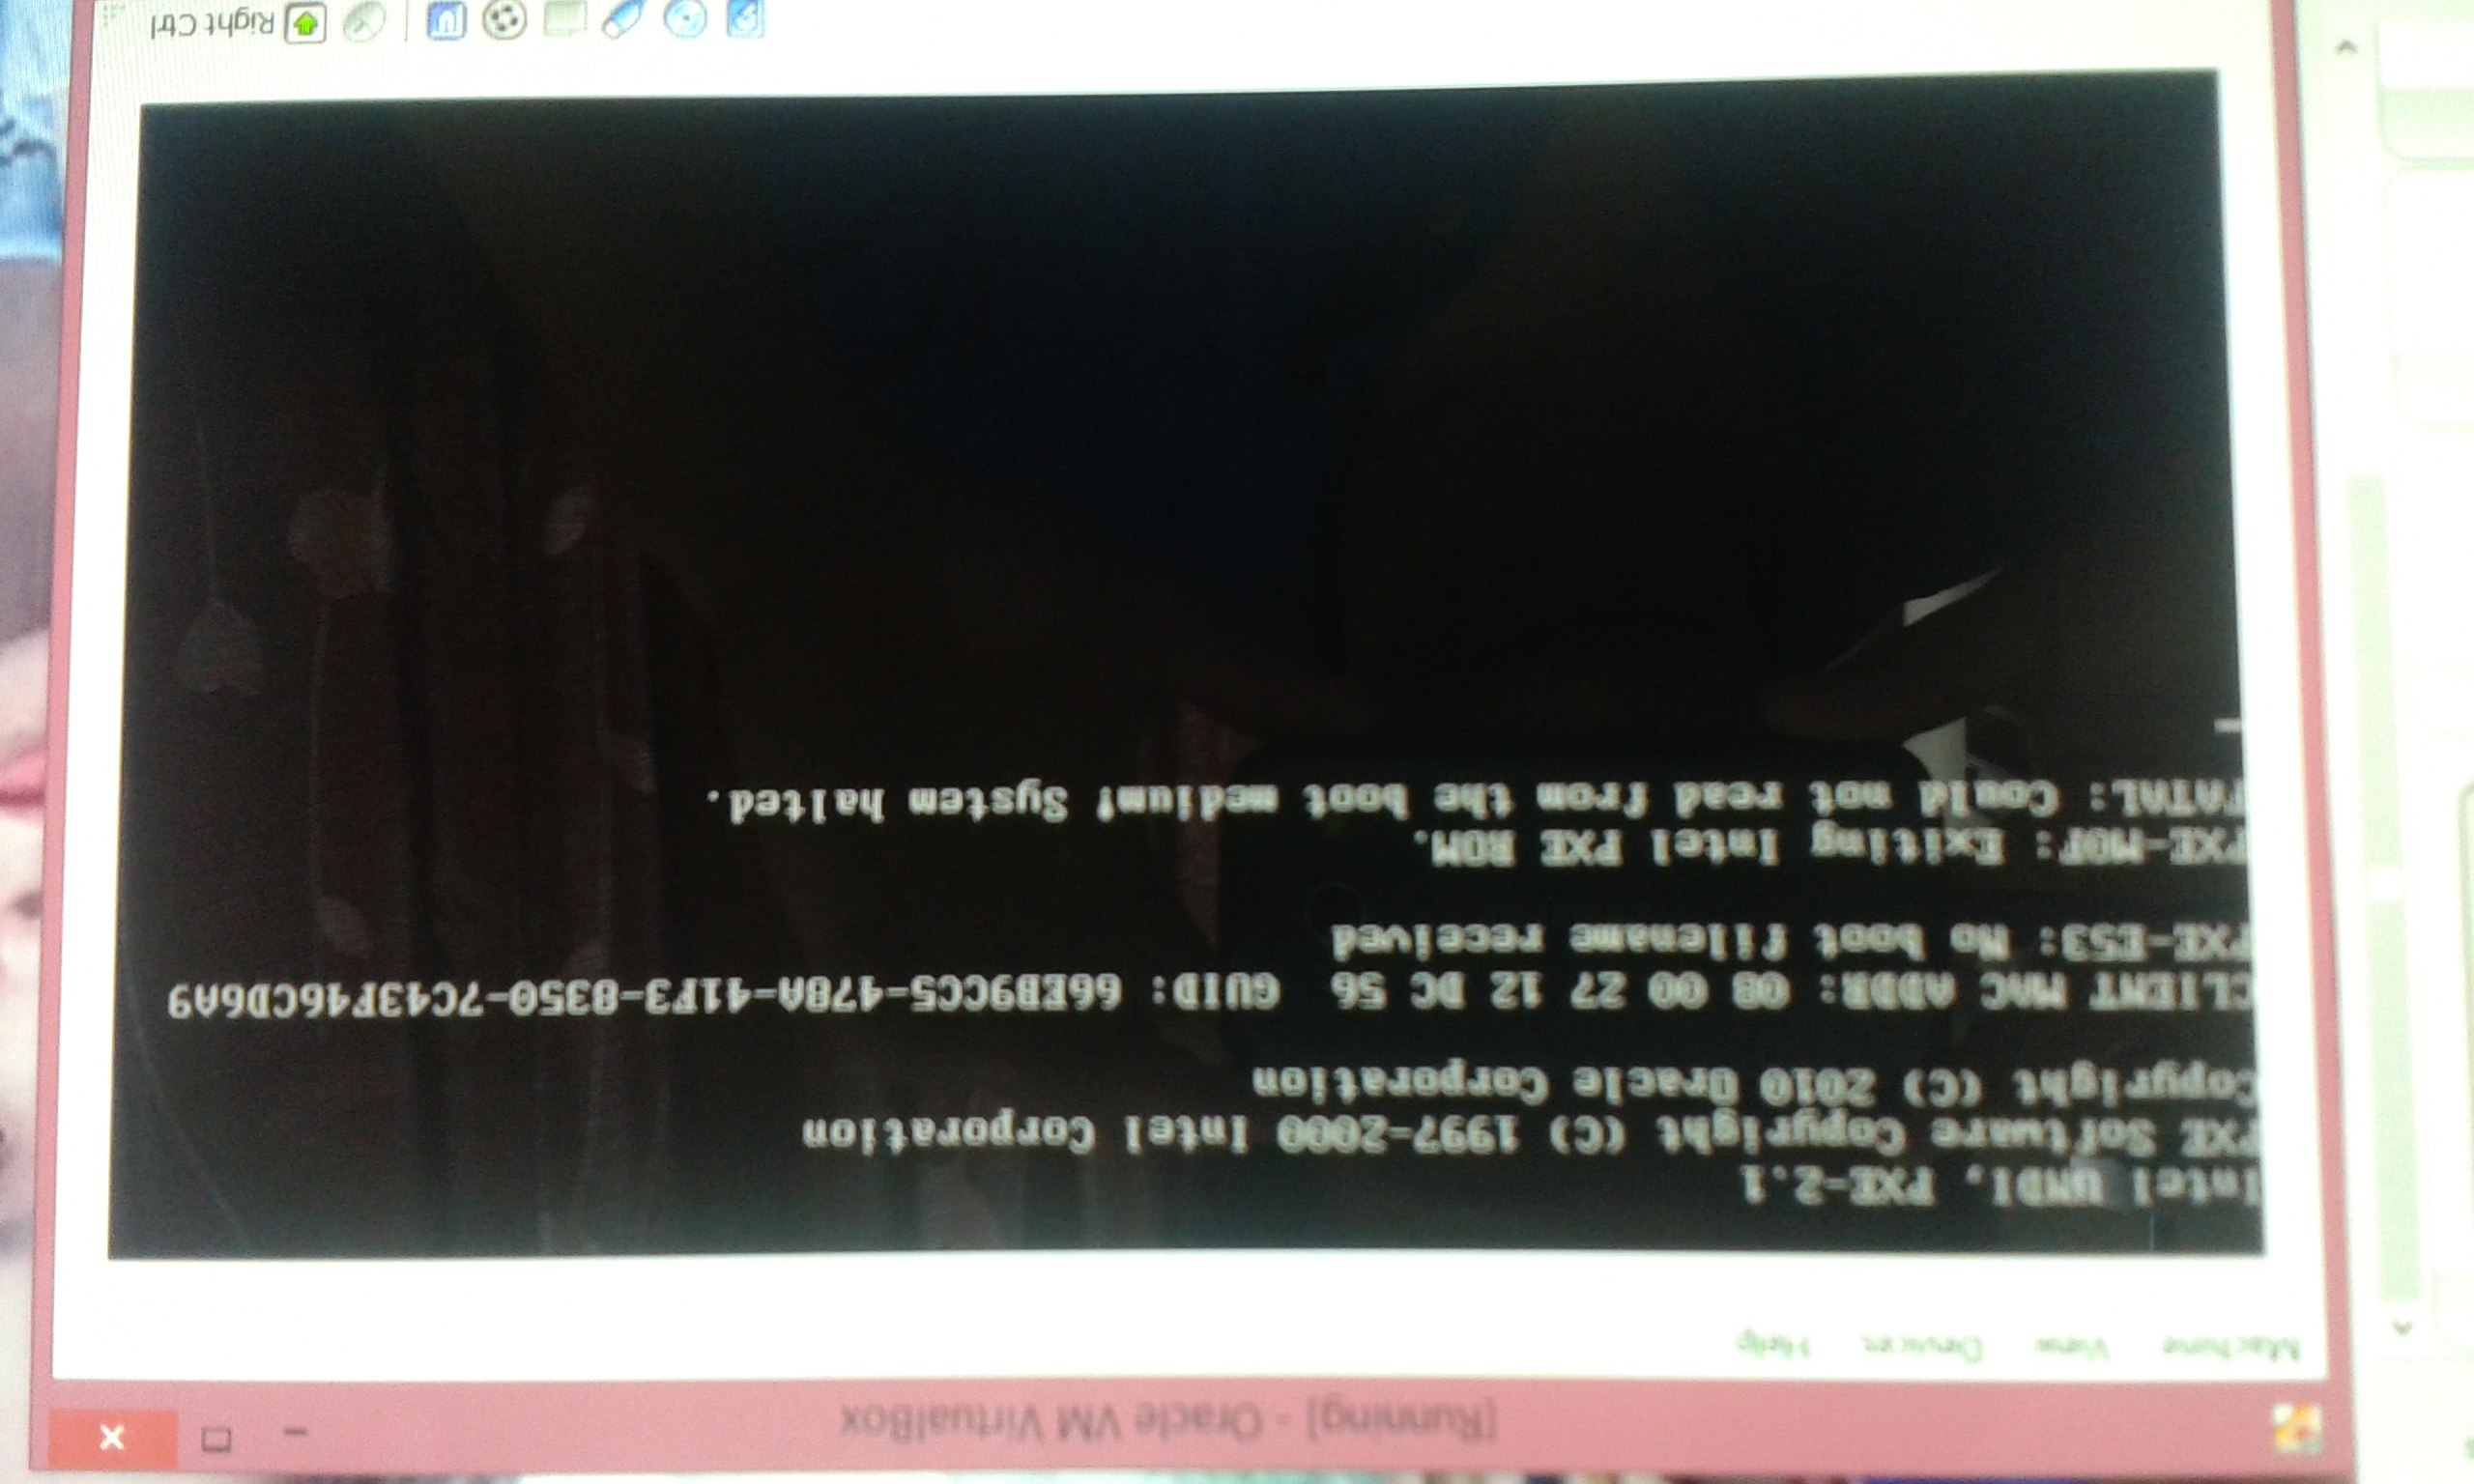 [Running] - Oracle VM VirtualBox
Machine View Devices Help
Intel UNDI, PXE-2.1
PXE Software Copyright (C) 1997-2000 Intel Corporation
Copyright (C) 2010 Oracle Corporation
CLIENT MAC ADDR: 08 00 27 12 DC 56 GUID: 66EB9CC5-478A-41F3-8350-7C43F46CD6A9
PXE-E53: No boot filename received
PXE-M0F: Exiting Intel PXE ROM.
FATAL: Could not read from the boot medium! System halted.
Right Ctrl